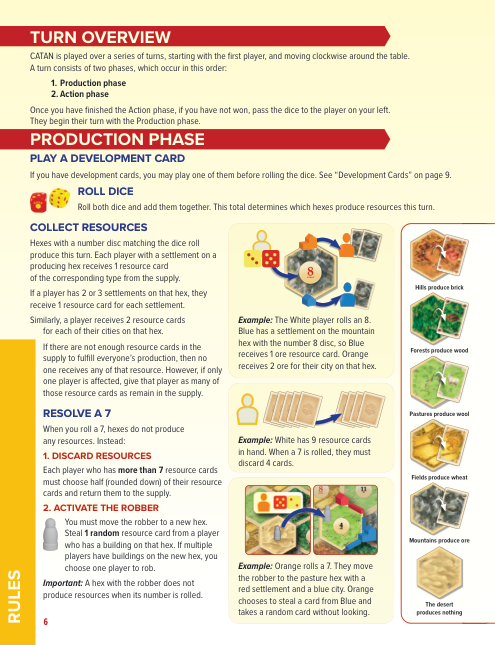 TURN OVERVIEW
CATAN is played over a series of turns, starting with the first player, and moving clockwise around the table.
A turn consists of two phases, which occur in this order:
1. Production phase
2. Action phase
Once you have finished the Action phase, if you have not won, pass the dice to the player on your left.
They begin their turn with the Production phase.
PRODUCTION PHASE
PLAY A DEVELOPMENT CARD
If you have development cards, you may play one of them before rolling the dice. See “Development Cards” on page 9.
ROLL DICE
Roll both dice and add them together. This total determines which hexes produce resources this turn.
COLLECT RESOURCES
Hexes with a number disc matching the dice roll
produce this turn. Each player with a settlement on a
producing hex receives 1 resource card
of the corresponding type from the supply.
If a player has 2 or 3 settlements on that hex, they
receive 1 resource card for each settlement.
Similarly, a player receives 2 resource cards
for each of their cities on that hex.
If there are not enough resource cards in the
supply to fulfill everyone’s production, then no
one receives any of that resource. However, if only
one player is affected, give that player as many of
those resource cards as remain in the supply.
RESOLVE A 7
When you roll a 7, hexes do not produce
any resources. Instead:
1. DISCARD RESOURCES
Each player who has more than 7 resource cards
must choose half (rounded down) of their resource
cards and return them to the supply.
2. ACTIVATE THE ROBBER
You must move the robber to a new hex.
Steal 1 random resource card from a player
who has a building on that hex. If multiple
players have buildings on the new hex, you
choose one player to rob.
Important: A hex with the robber does not
produce resources when its number is rolled.
8
Example: The White player rolls an 8.
Blue has a settlement on the mountain
hex with the number 8 disc, so Blue
receives 1 ore resource card. Orange
receives 2 ore for their city on that hex.
Example: White has 9 resource cards
in hand. When a 7 is rolled, they must
discard 4 cards.
8
11
4
Example: Orange rolls a 7. They move
the robber to the pasture hex with a
red settlement and a blue city. Orange
chooses to steal a card from Blue and
takes a random card without looking.
Hills produce brick
Forests produce wood
Pastures produce wool
Fields produce wheat
Mountains produce ore
The desert
produces nothing
RULES
6